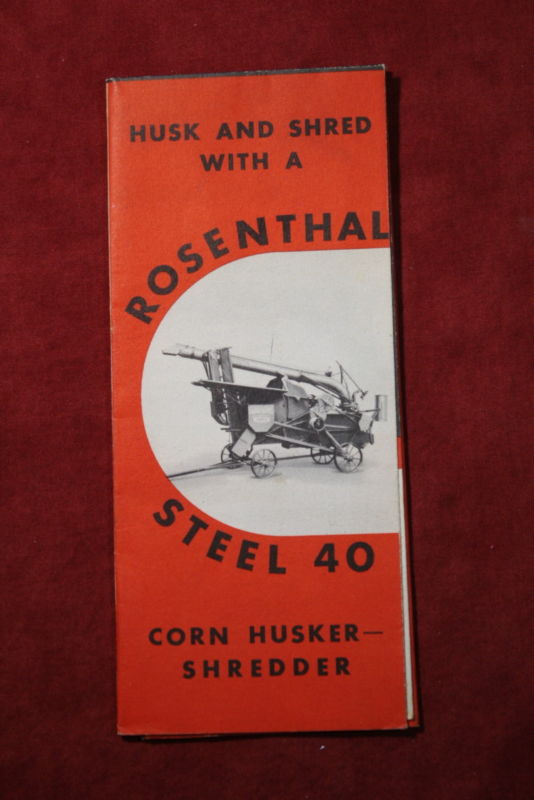 HUSK AND SHRED
WITH A
ROSENTHAL
STEEL 40
CORN HUSKER—
SHREDDER